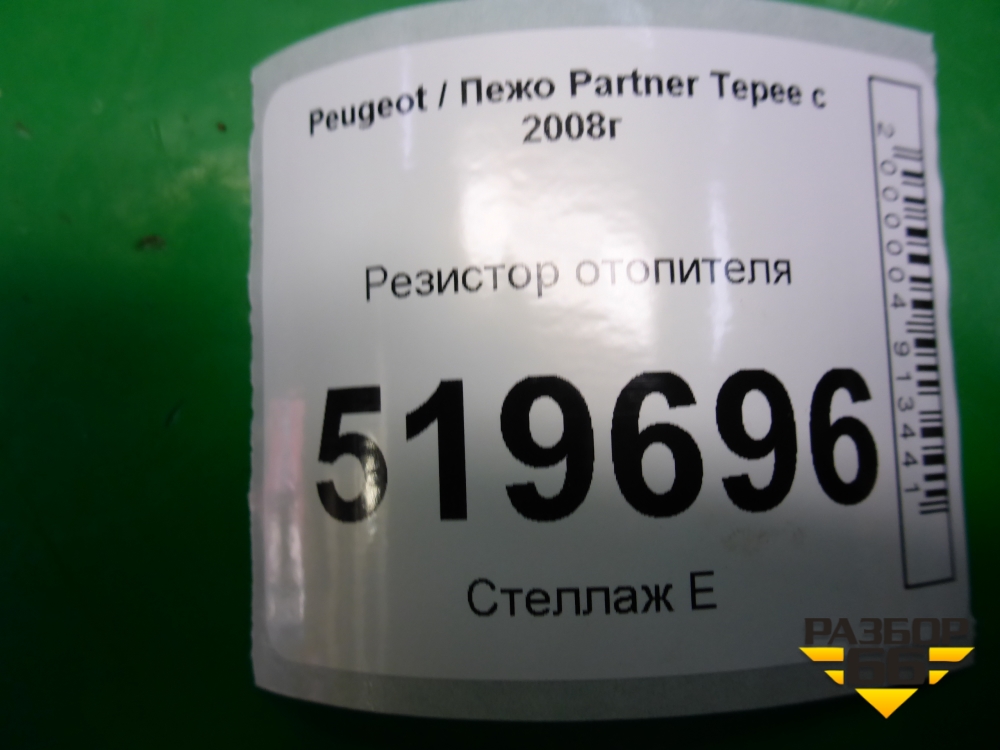 Peugeot / Пежо Partner Tepee с
2008г
Резистор отопителя
519696
Стеллаж Е
2000004913441
РАЗБОР
66